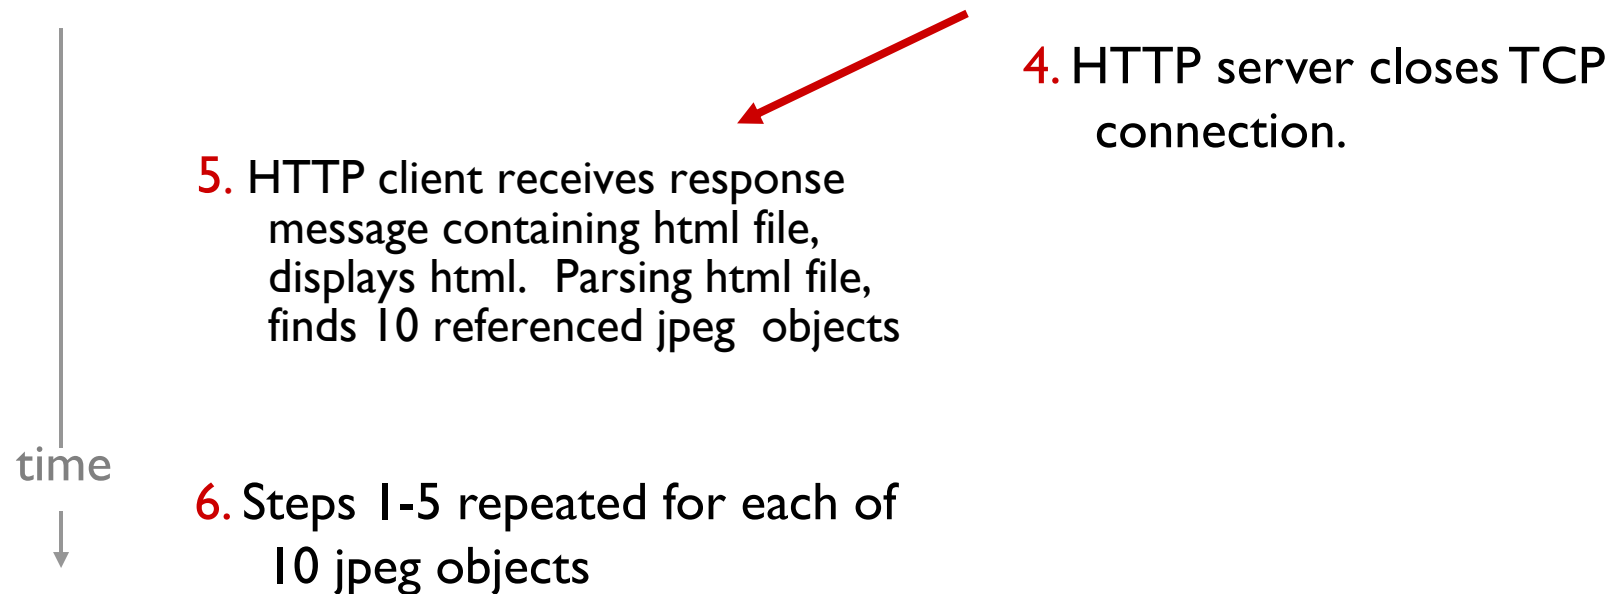 4. HTTP server closes TCP
connection.
5. HTTP client receives response
message containing html file,
displays html.  Parsing html file,
finds 10 referenced jpeg  objects
time
6. Steps 1-5 repeated for each of
10 jpeg objects